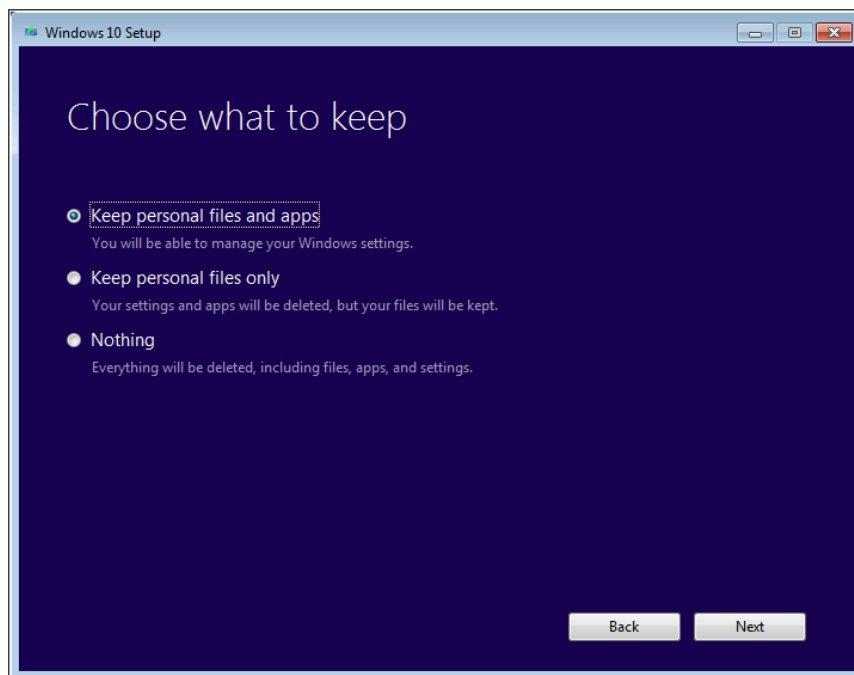 Windows 10 Setup
Choose what to keep
Keep personal files and apps
You will be able to manage your Windows settings.
Keep personal files only
Your settings and apps will be deleted, but your files will be kept.
Nothing
Everything will be deleted, including files, apps, and settings.
Back Next